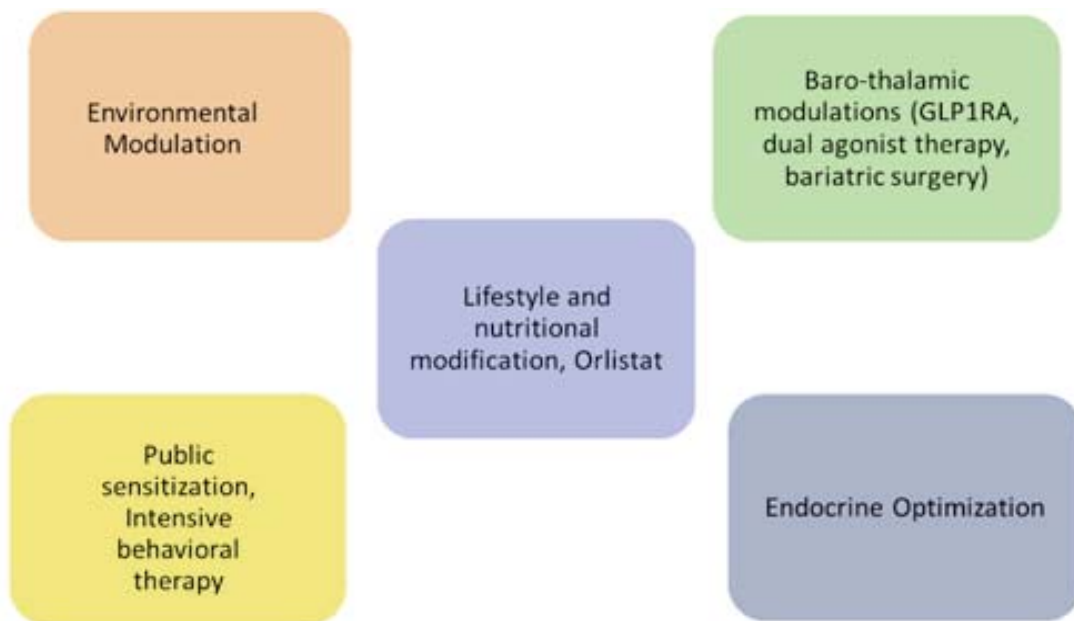 Environmental
Modulation
Baro-thalamic
modulations (GLP1RA,
dual agonist therapy,
bariatric surgery)
Lifestyle and
nutritional
modification, Orlistat
Public
sensitization,
Intensive
behavioral
therapy
Endocrine Optimization